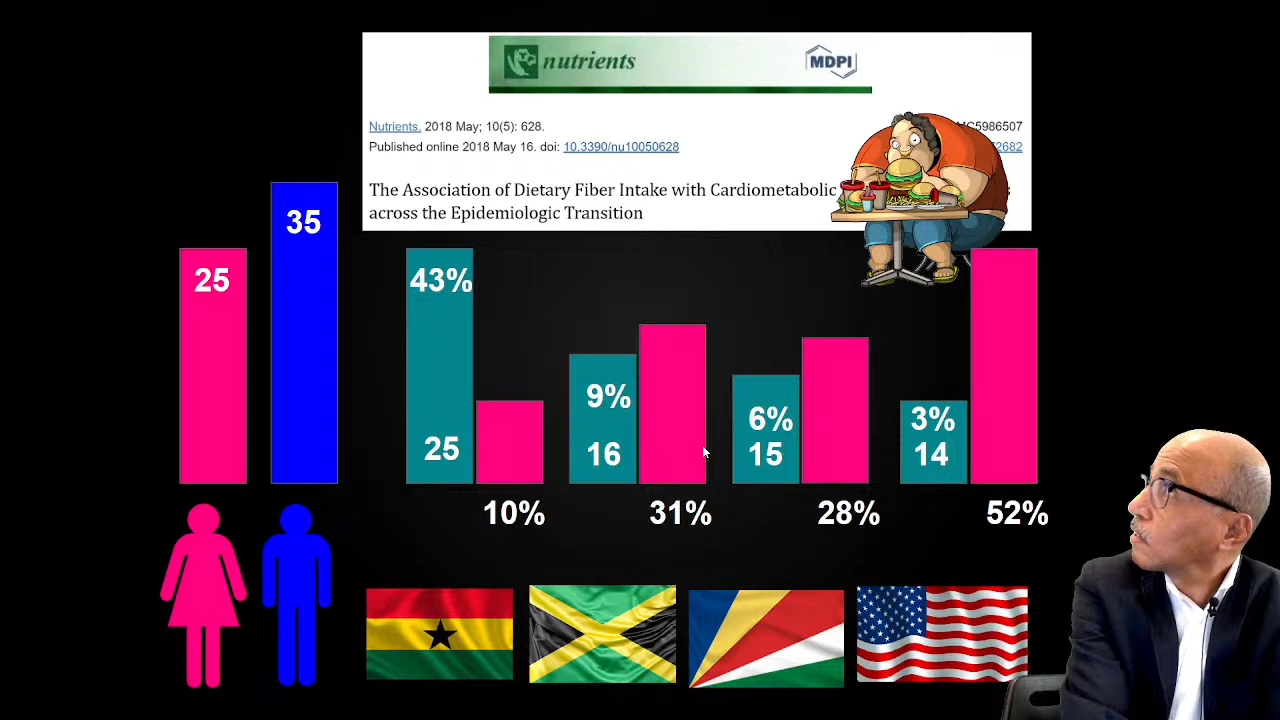 nutrients
MDPI
Nutrients. 2018 May; 10(5): 628.
C5986507
Published online 2018 May 16. doi: 10.3390/nu10050628
2682
The Association of Dietary Fiber Intake with Cardiometabolic
across the Epidemiologic Transition
25
35
43%
25
9%
16
6%
15
3%
14
10%
31%
28%
52%